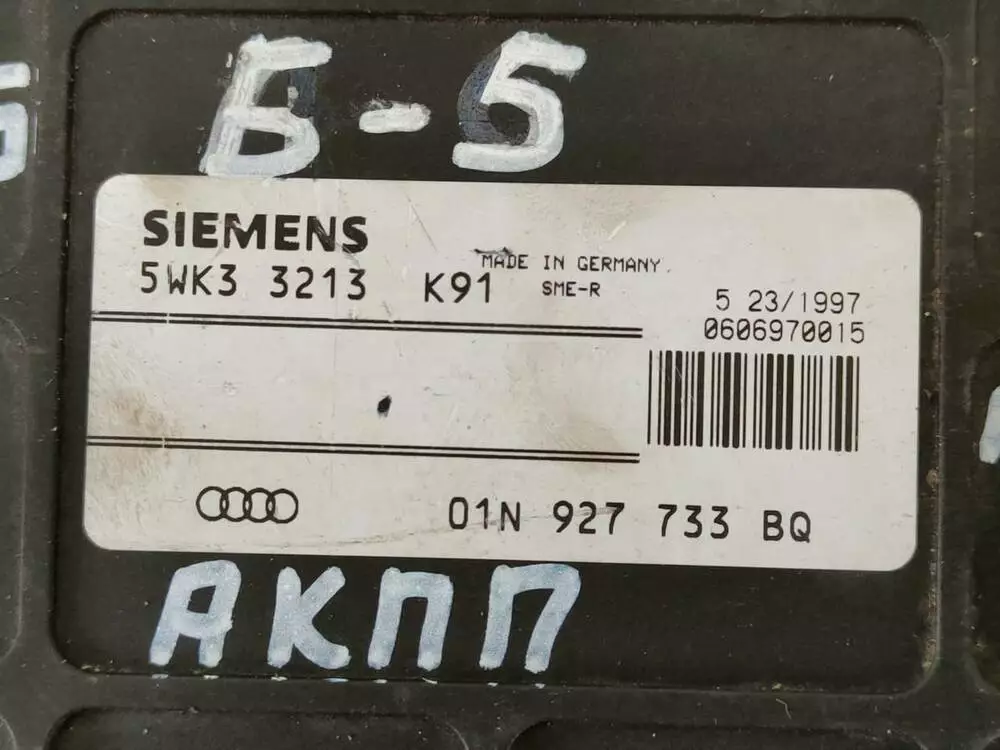 Б-5
SIEMENS
MADE IN GERMANY
5WK3 3213 K91 SME-R
5 23/1997
0606970015
01N 927 733 BQ
АКПП